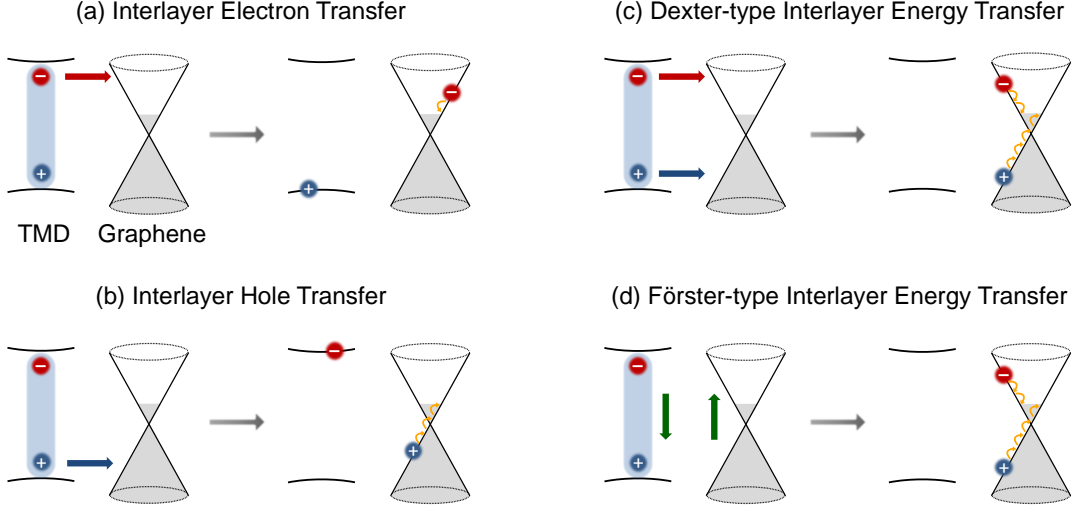 (a) Interlayer Electron Transfer
TMD Graphene
(b) Interlayer Hole Transfer
(c) Dexter-type Interlayer Energy Transfer
(d) Förster-type Interlayer Energy Transfer